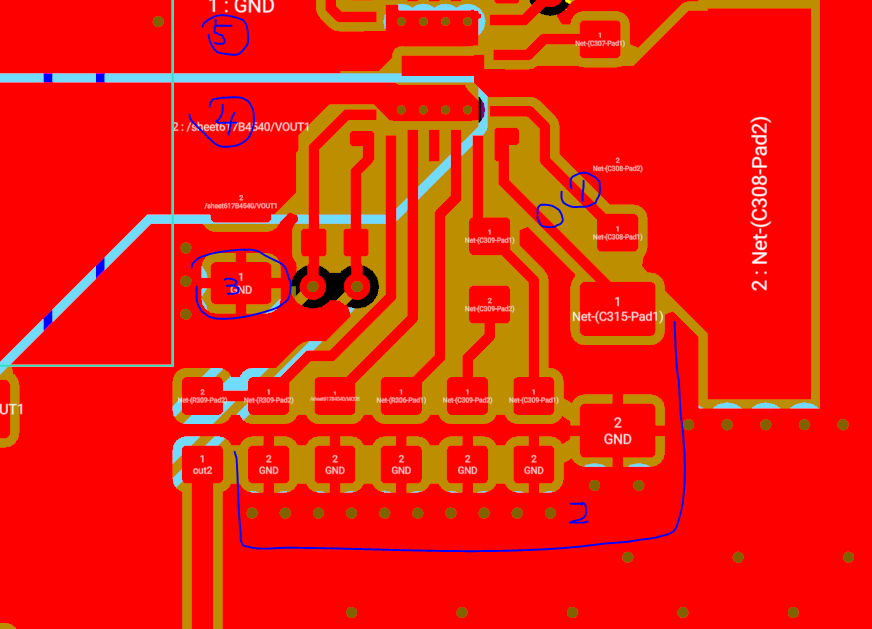 1 : GND
5
1
Net-(C307-Pad1)
4
2 : /sheet617B4540/VOUT1
2
Net-(C308-Pad2)
2 : Net-(C308-Pad2)
1
2
/sheet617B4540/VOUT1
1
Net-(C309-Pad1)
1
Net-(C308-Pad1)
1
GND
3
2
Net-(C309-Pad2)
1
Net-(C315-Pad1)
UT1
2
Net-(R309-Pad2)
1
Net-(R309-Pad2)
1
1
Net-(R306-Pad1)
1
Net-(C309-Pad2)
1
Net-(C309-Pad1)
2
GND
1
out2
2
GND
2
GND
2
GND
2
GND
2
GND
2